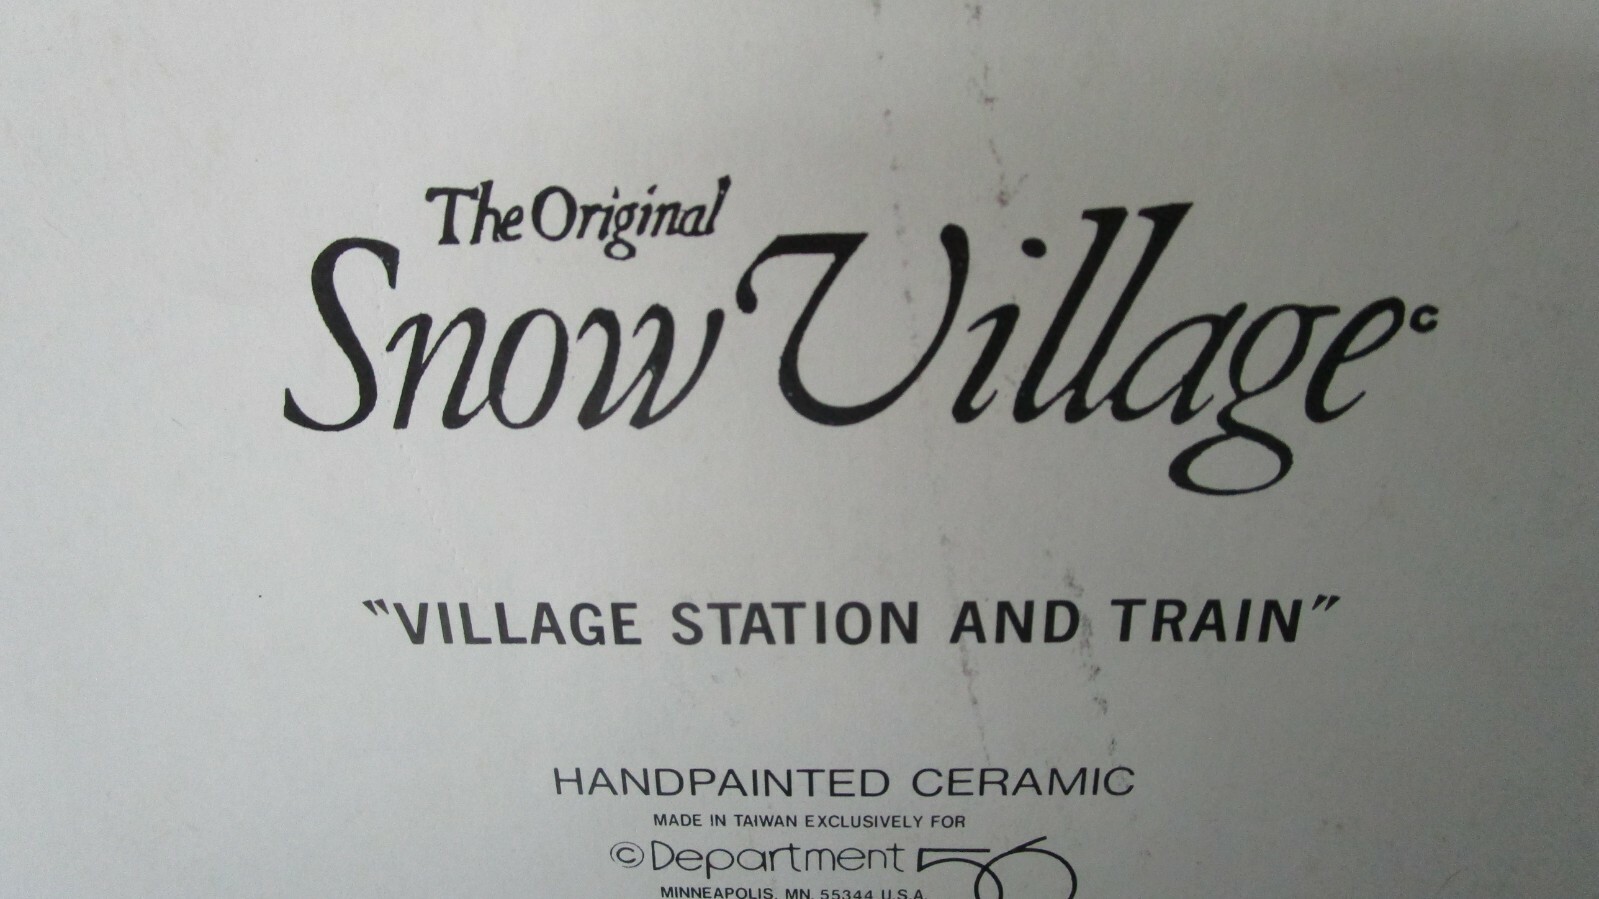 The Original
Snow Village©
"VILLAGE STATION AND TRAIN"
HANDPAINTED CERAMIC
MADE IN TAIWAN EXCLUSIVELY FOR
©Department 56
MINNEAPOLIS, MN. 55344 U.S.A.